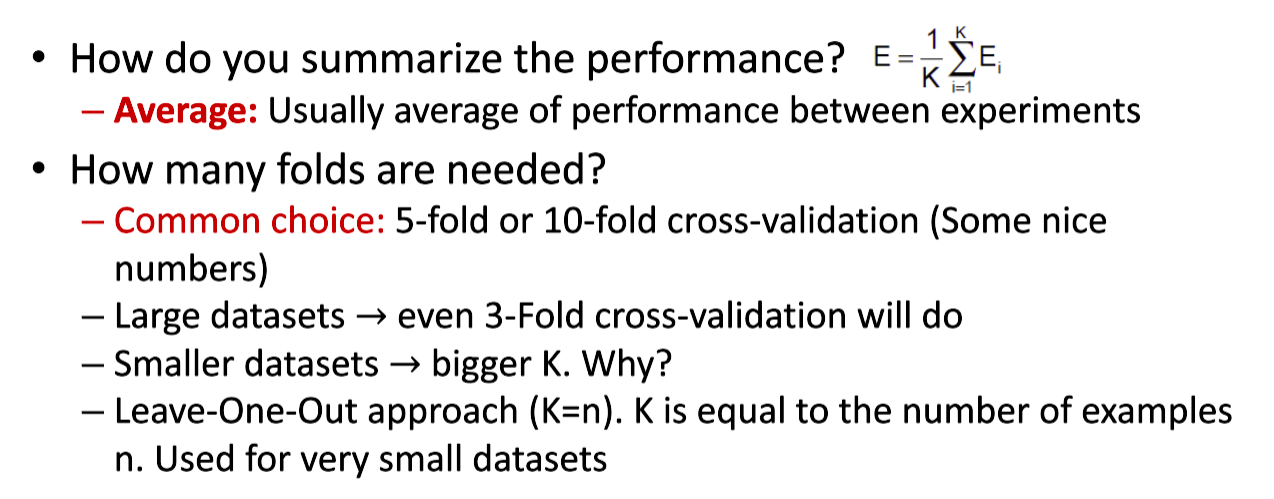 • How do you summarize the performance? E = \frac{1}{K} \sum_{i=1}^{K} E_i
– Average: Usually average of performance between experiments
• How many folds are needed?
– Common choice: 5-fold or 10-fold cross-validation (Some nice
numbers)
– Large datasets → even 3-Fold cross-validation will do
– Smaller datasets → bigger K. Why?
– Leave-One-Out approach (K=n). K is equal to the number of examples
n. Used for very small datasets